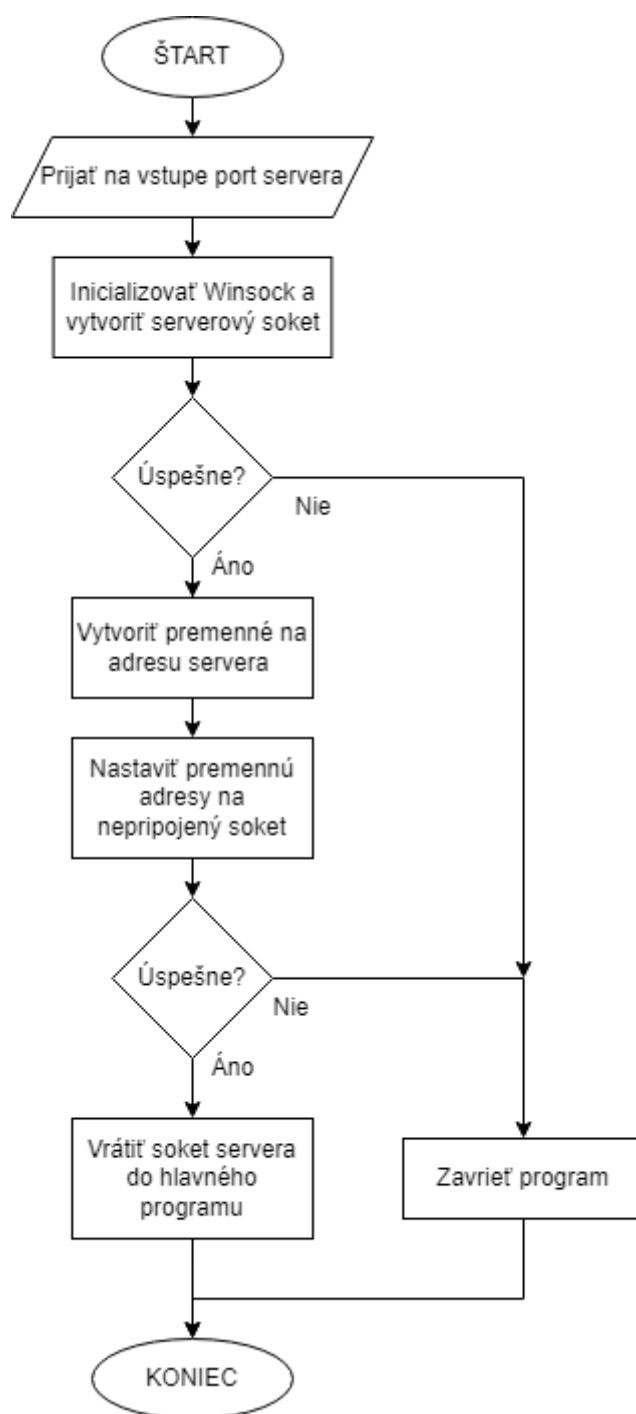 ŠTART
Prijať na vstupe port servera
Inicializovať Winsock a
vytvoriť serverový soket
Úspešne?
Nie
Áno
Vytvoriť premenné na
adresu servera
Nastaviť premennú
adresy na
nepripojený soket
Úspešne?
Nie
Áno
Vrátiť soket servera
do hlavného
programu
Zavrieť program
KONIEC